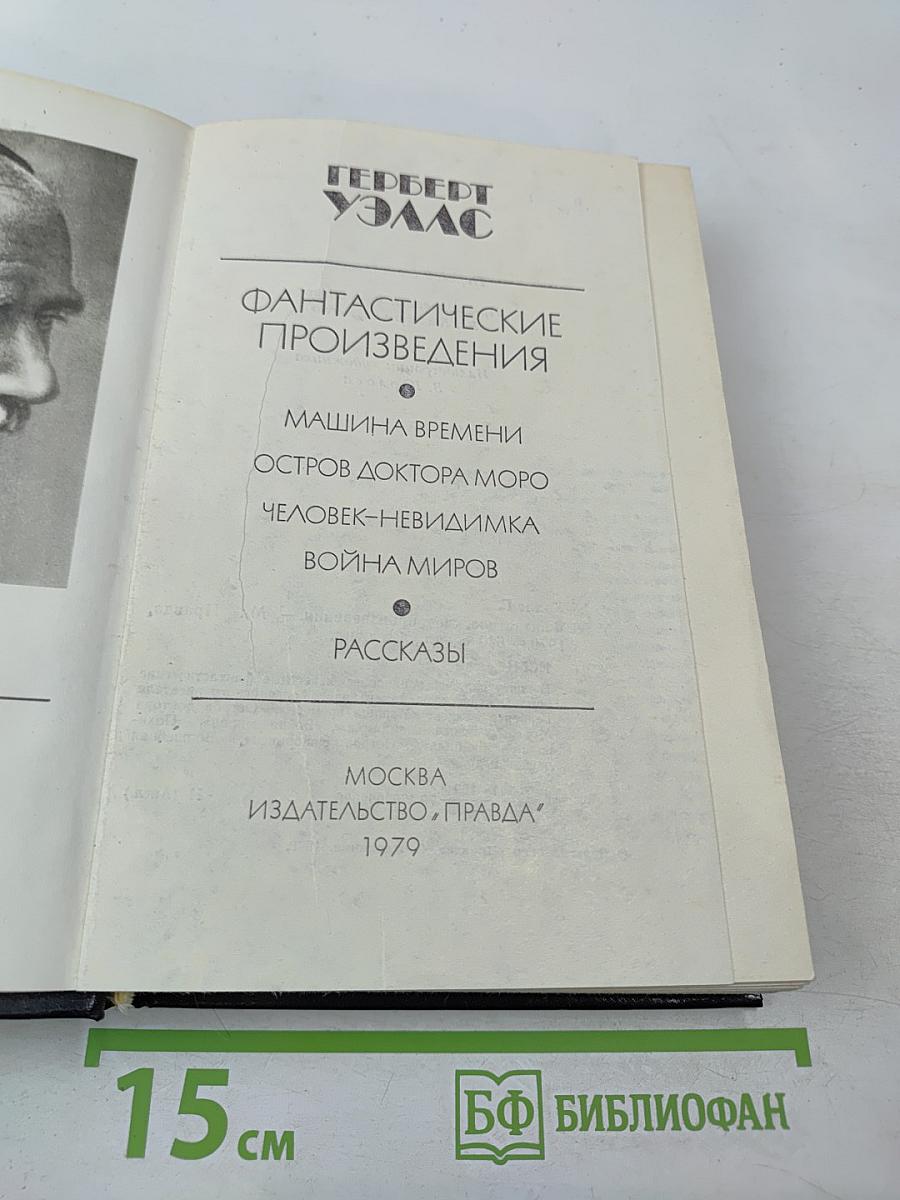 ГЕРБЕРТ
УЭЛЛС
ФАНТАСТИЧЕСКИЕ
ПРОИЗВЕДЕНИЯ
МАШИНА ВРЕМЕНИ
ОСТРОВ ДОКТОРА МОРО
ЧЕЛОВЕК-НЕВИДИМКА
ВОЙНА МИРОВ
РАССКАЗЫ
МОСКВА
ИЗДАТЕЛЬСТВО „ПРАВДА“
1979
15 см
БФ БИБЛИОФАН